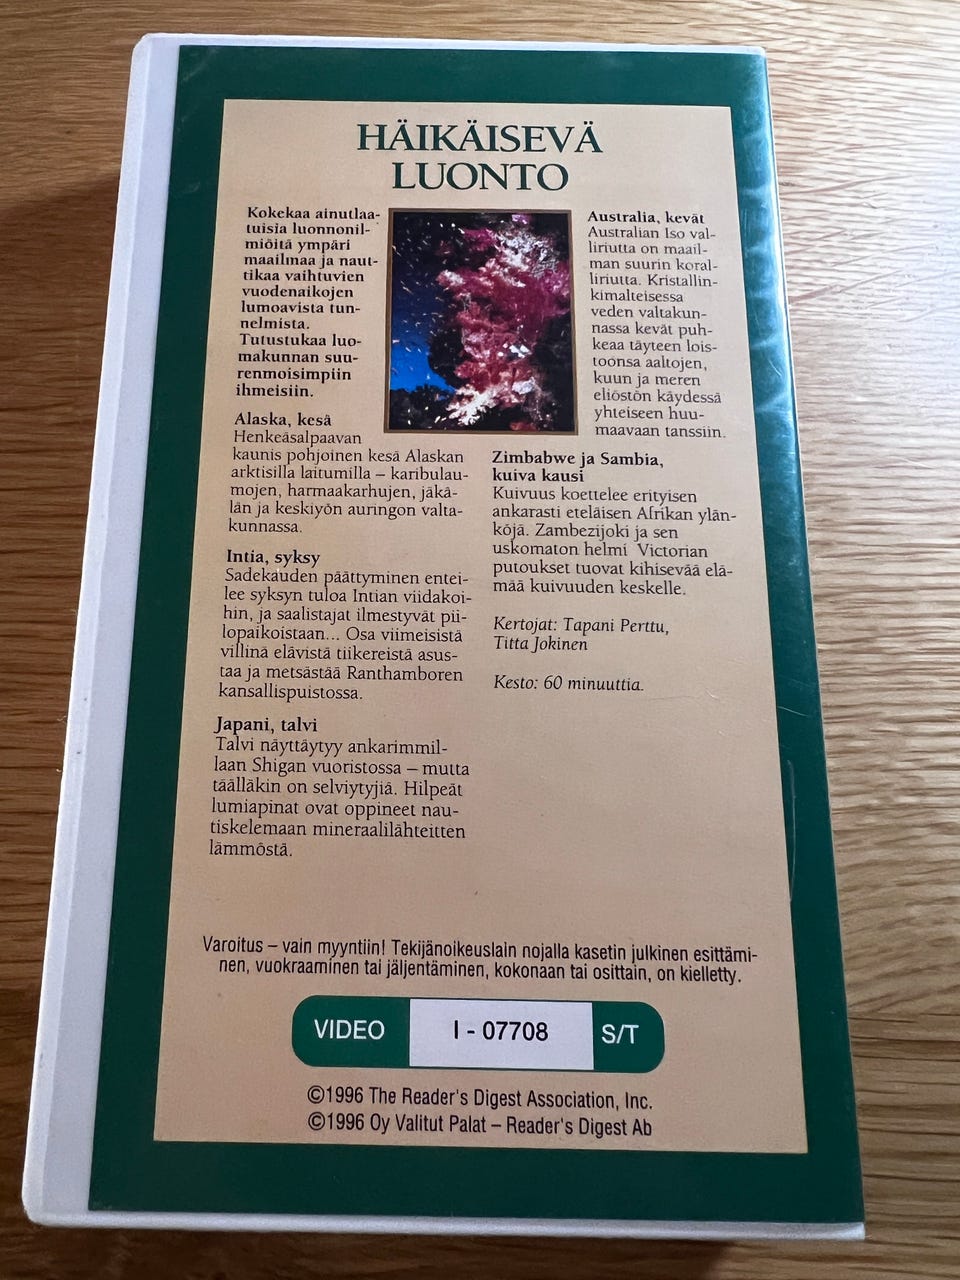 HÄIKÄISEVÄ
LUONTO
Kokekaa ainutlaa-
tuisia luonnonil-
miöitä ympäri
maailmaa ja naut-
tikaa vaihtuvien
vuodenaikojen
lumoavista tun-
nelmista.
Tutustukaa luo-
makunnan suu-
renmoisimpiin
ihmeisiin.
Alaska, kesä
Henkeäsalpaavan
kaunis pohjoinen kesä Alaskan
arktisilla laitumilla – karibulau-
mojen, harmaakarhujen, jäkä-
län ja keskiyön auringon valta-
kunnassa.
Intia, syksy
Sadekauden päättyminen entei-
lee syksyn tuloa Intian viidakoi-
hin, ja saalistajat ilmestyvät pii-
lopaikoistaan... Osa viimeisistä
villinä elävistä tiikereistä asus-
taa ja metsästää Ranthamboren
kansallispuistossa.
Japani, talvi
Talvi näyttäytyy ankarimmil-
laan Shigan vuoristossa – mutta
täälläkin on selviytyjiä. Hilpeät
lumiapinat ovat oppineet nau-
tiskelemaan mineraalilähteitten
lämmöstä.
Australia, kevät
Australian Iso val-
liriutta on maail-
man suurin koral-
liriutta. Kristallin-
kimalteisessa
veden valtakun-
nassa kevät puh-
keaa täyteen lois-
toonsa aaltojen,
kuun ja meren
eliöstön käydessä
yhteiseen huu-
maavaan tanssiin.
Zimbabwe ja Sambia,
kuiva kausi
Kuivuus koettelee erityisen
ankarasti eteläisen Afrikan ylän-
köjä. Zambezijoki ja sen
uskomaton helmi Victorian
putoukset tuovat kihisevää elä-
mää kuivuuden keskelle.
Kertojat: Tapani Perttu,
Titta Jokinen
Kesto: 60 minuuttia.
Varoitus – vain myyntiin! Tekijänoikeuslain nojalla kasetin julkinen esittämi-
nen, vuokraaminen tai jäljentäminen, kokonaan tai osittain, on kielletty.
VIDEO I - 07708 S/T
©1996 The Reader's Digest Association, Inc.
©1996 Oy Valitut Palat – Reader's Digest Ab